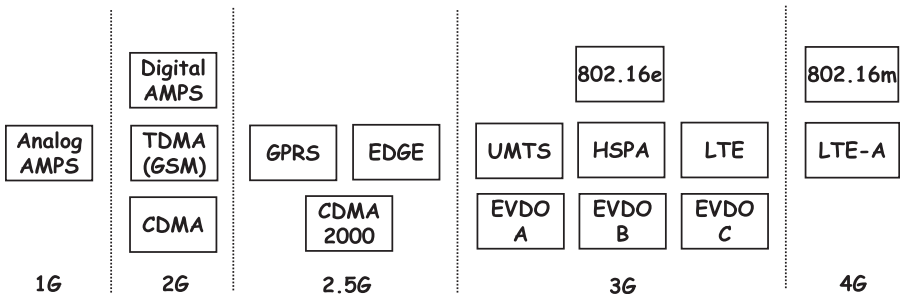 Analog
AMPS
1G
Digital
AMPS
TDMA
(GSM)
CDMA
2G
GPRS
EDGE
CDMA
2000
2.5G
802.16e
UMTS
HSPA
LTE
EVDO
A
EVDO
B
EVDO
C
3G
802.16m
LTE-A
4G